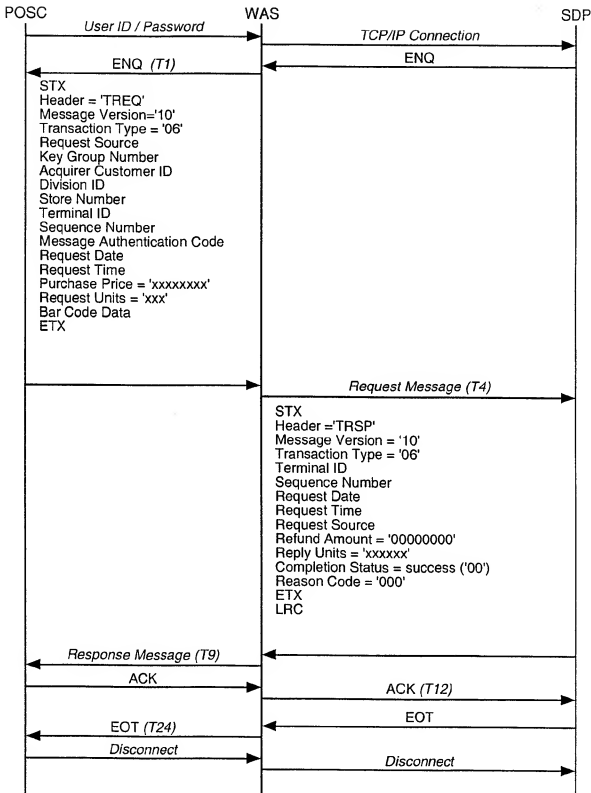 POSC WAS SDP
User ID / Password
TCP/IP Connection
ENQ (T1)
ENQ
STX
Header = 'TREQ'
Message Version='10'
Transaction Type = '06'
Request Source
Key Group Number
Acquirer Customer ID
Division ID
Store Number
Terminal ID
Sequence Number
Message Authentication Code
Request Date
Request Time
Purchase Price = 'xxxxxxxx'
Request Units = 'xxx'
Bar Code Data
ETX
Request Message (T4)
STX
Header ='TRSP'
Message Version = '10'
Transaction Type = '06'
Terminal ID
Sequence Number
Request Date
Request Time
Request Source
Refund Amount = '00000000'
Reply Units = 'xxxxxx'
Completion Status = success ('00')
Reason Code = '000'
ETX
LRC
Response Message (T9)
ACK
ACK (T12)
EOT
EOT (T24)
Disconnect
Disconnect